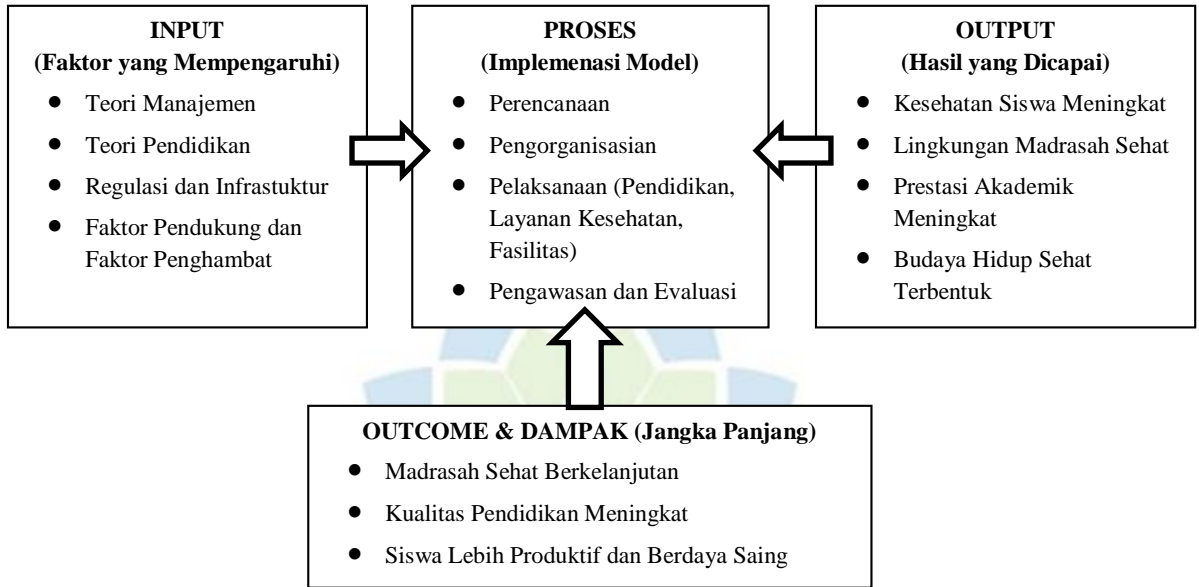 INPUT
(Faktor yang Mempengaruhi)
● Teori Manajemen
● Teori Pendidikan
● Regulasi dan Infrastuktur
● Faktor Pendukung dan
Faktor Penghambat
PROSES
(Implemenasi Model)
● Perencanaan
● Pengorganisasian
● Pelaksanaan (Pendidikan,
Layanan Kesehatan,
Fasilitas)
● Pengawasan dan Evaluasi
OUTPUT
(Hasil yang Dicapai)
● Kesehatan Siswa Meningkat
● Lingkungan Madrasah Sehat
● Prestasi Akademik
Meningkat
● Budaya Hidup Sehat
Terbentuk
OUTCOME & DAMPAK (Jangka Panjang)
● Madrasah Sehat Berkelanjutan
● Kualitas Pendidikan Meningkat
● Siswa Lebih Produktif dan Berdaya Saing